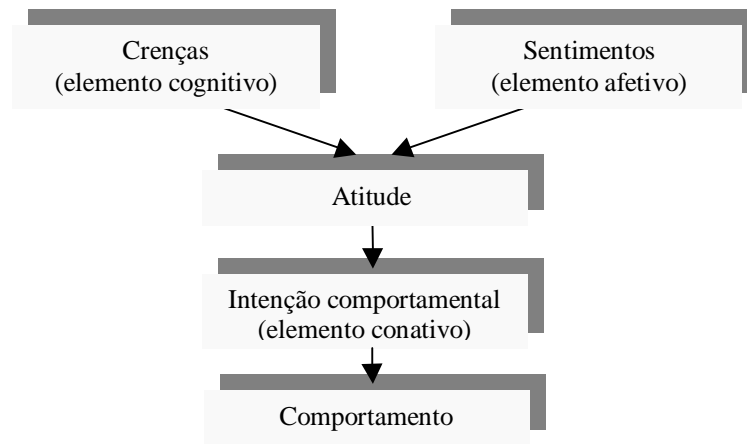 Crenças
(elemento cognitivo)
Sentimentos
(elemento afetivo)
Atitude
Intenção comportamental
(elemento conativo)
Comportamento